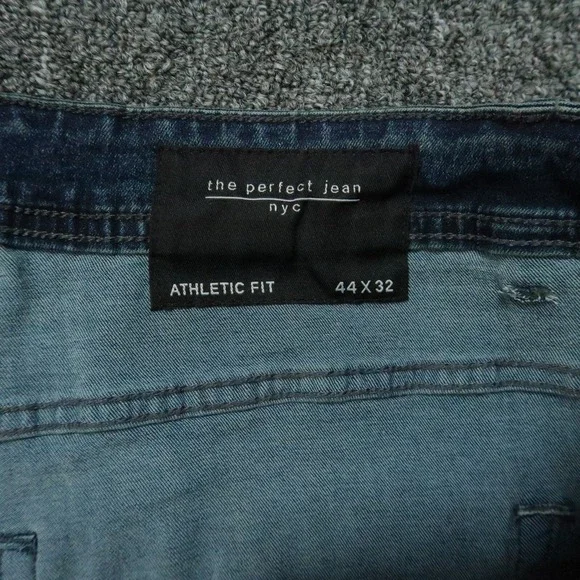 the perfect jean
nyc
ATHLETIC FIT 44 X 32